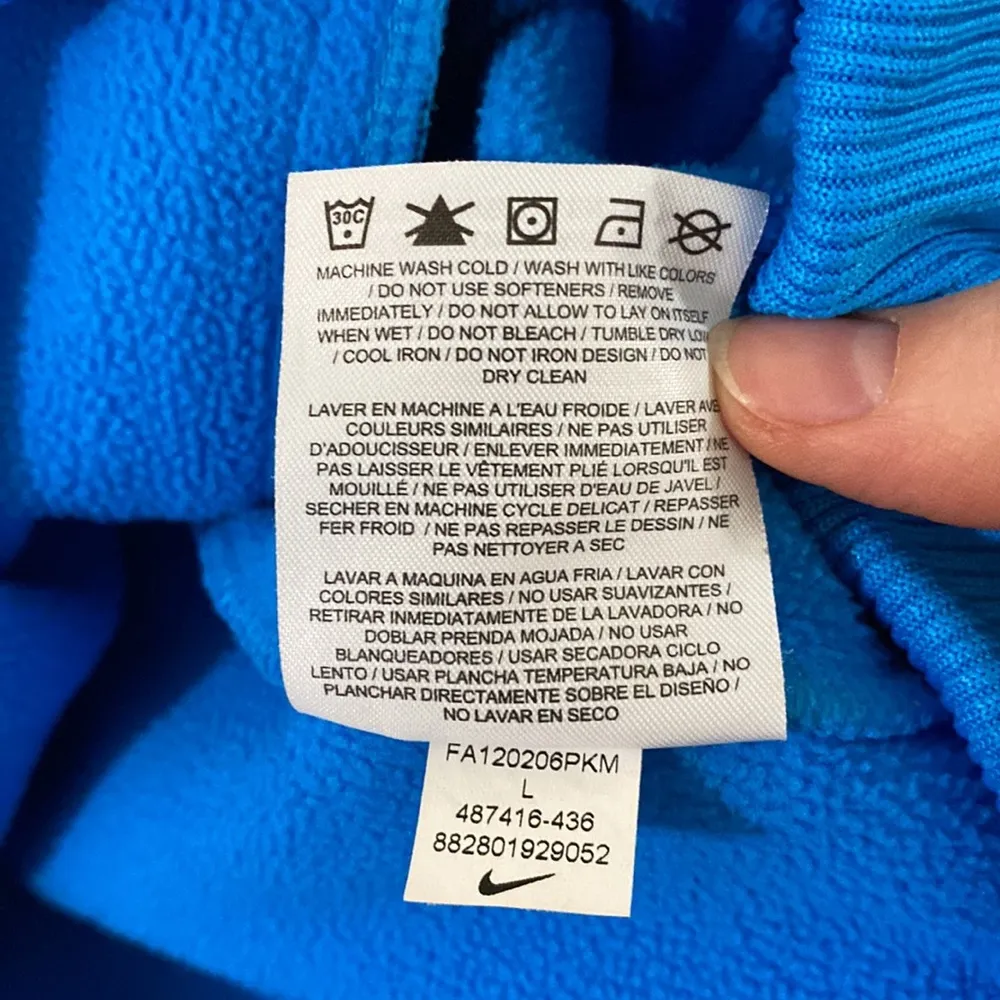 30C
MACHINE WASH COLD / WASH WITH LIKE COLORS
/ DO NOT USE SOFTENERS / REMOVE
IMMEDIATELY / DO NOT ALLOW TO LAY ON ITSELF
WHEN WET / DO NOT BLEACH / TUMBLE DRY LOW
/ COOL IRON / DO NOT IRON DESIGN / DO NOT
DRY CLEAN
LAVER EN MACHINE A L'EAU FROIDE / LAVER AVE
COULEURS SIMILAIRES / NE PAS UTILISER
D'ADOUCISSEUR / ENLEVER IMMEDIATEMENT / NE
PAS LAISSER LE VÊTEMENT PLIÉ LORSQU'IL EST
MOUILLÉ / NE PAS UTILISER D'EAU DE JAVEL /
SECHER EN MACHINE CYCLE DELICAT / REPASSER
FER FROID / NE PAS REPASSER LE DESSIN / NE
PAS NETTOYER A SEC
LAVAR A MAQUINA EN AGUA FRIA / LAVAR CON
COLORES SIMILARES / NO USAR SUAVIZANTES /
RETIRAR INMEDIATAMENTE DE LA LAVADORA / NO
DOBLAR PRENDA MOJADA / NO USAR
BLANQUEADORES / USAR SECADORA CICLO
LENTO / USAR PLANCHA TEMPERATURA BAJA / NO
PLANCHAR DIRECTAMENTE SOBRE EL DISEÑO /
NO LAVAR EN SECO
FA120206PKM
L
487416-436
882801929052